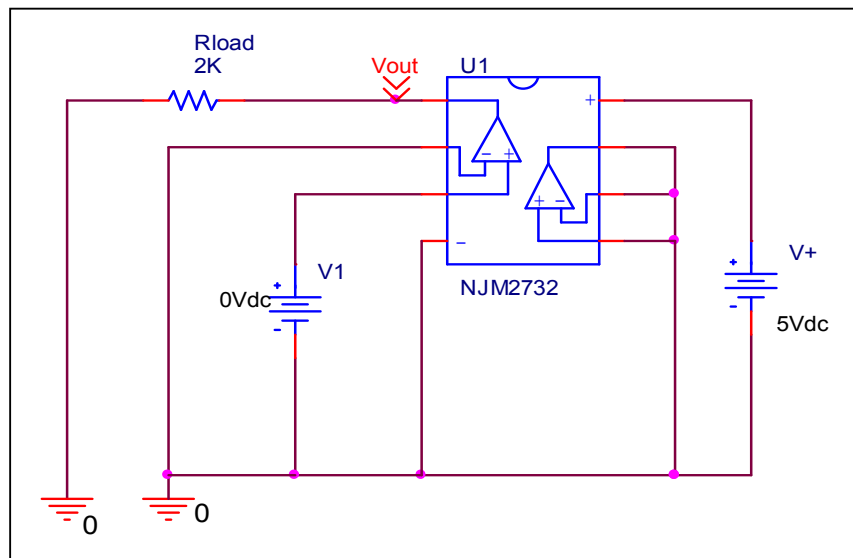 Rload
2K
Vout
U1
+
- +
+ -
-
NJM2732
+
V1
0Vdc
-
V+
+
-
5Vdc
0
0